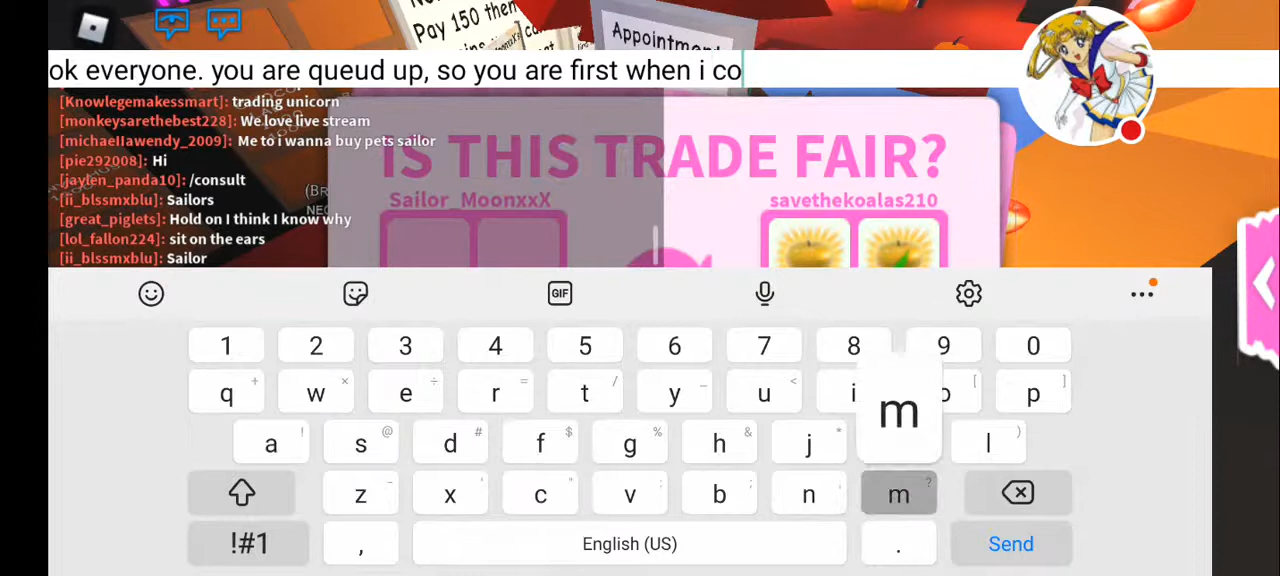 Pay 150 then
Appointment
ok everyone. you are queud up, so you are first when i co
[Knowlegemakessmart]: trading unicorn
[monkeysarethebest228]: We love live stream
[michaellawendy_2009]: Me to i wanna buy pets sailor
[pie292008]: Hi
[jaylen_panda10]: /consult
[ii_blssmxblu]: Sailors
[great_piglets]: Hold on I think I know why
[lol_fallon224]: sit on the ears
[ii_blssmxblu]: Sailor
IS THIS TRADE FAIR?
Sailor_MoonxxX savethekoalas210
GIF
1 2 3 4 5 6 7 8 9 0
q w e r t y u i o p
m
a s d f g h j l
z x c v b n m
!#1 , English (US) . Send